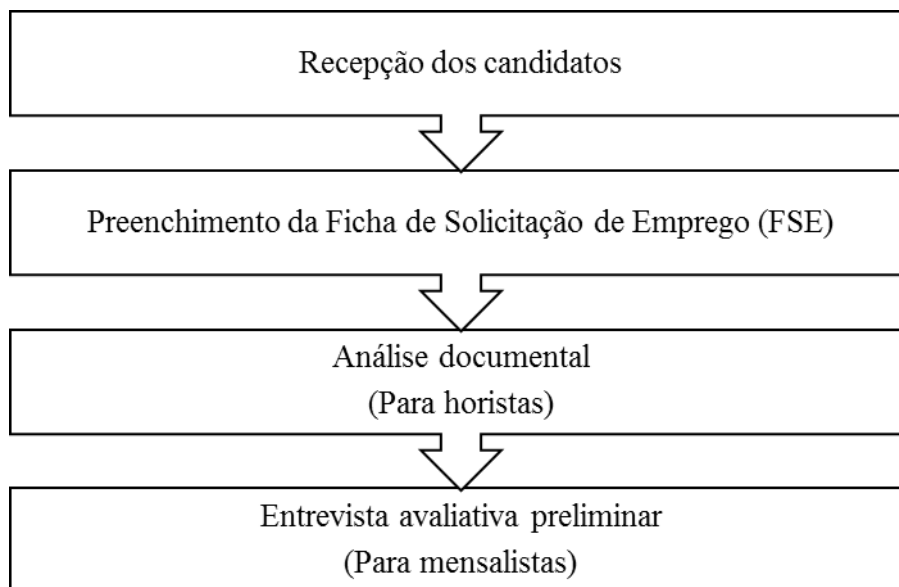 Recepção dos candidatos
Preenchimento da Ficha de Solicitação de Emprego (FSE)
Análise documental
(Para horistas)
Entrevista avaliativa preliminar
(Para mensalistas)